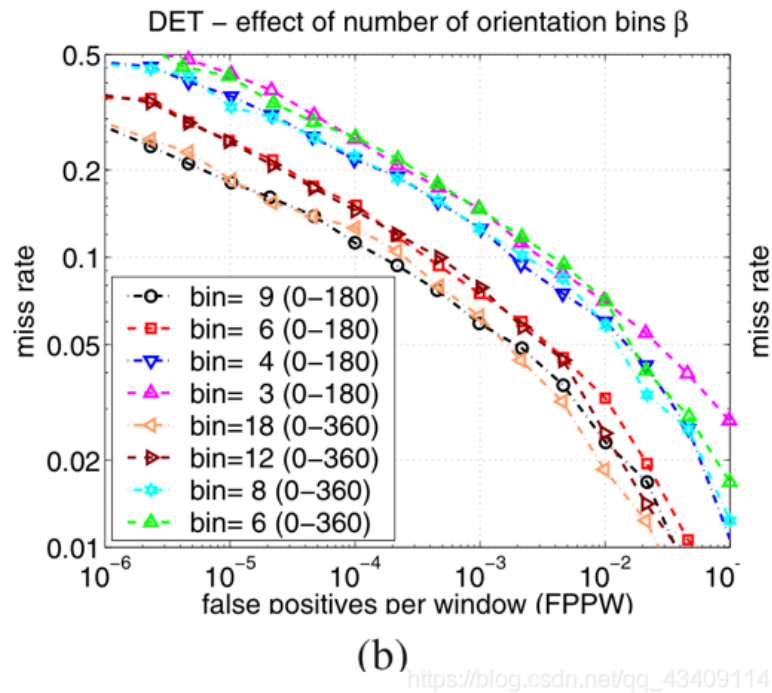 DET − effect of number of orientation bins β
miss rate
0.5
0.2
0.1
0.05
0.02
0.01
bin= 9 (0−180)
bin= 6 (0−180)
bin= 4 (0−180)
bin= 3 (0−180)
bin=18 (0−360)
bin=12 (0−360)
bin= 8 (0−360)
bin= 6 (0−360)
miss rate
10⁻⁶ 10⁻⁵ 10⁻⁴ 10⁻³ 10⁻² 10⁻
false positives per window (FPPW)
(b)
https://blog.csdn.net/qq_43409114